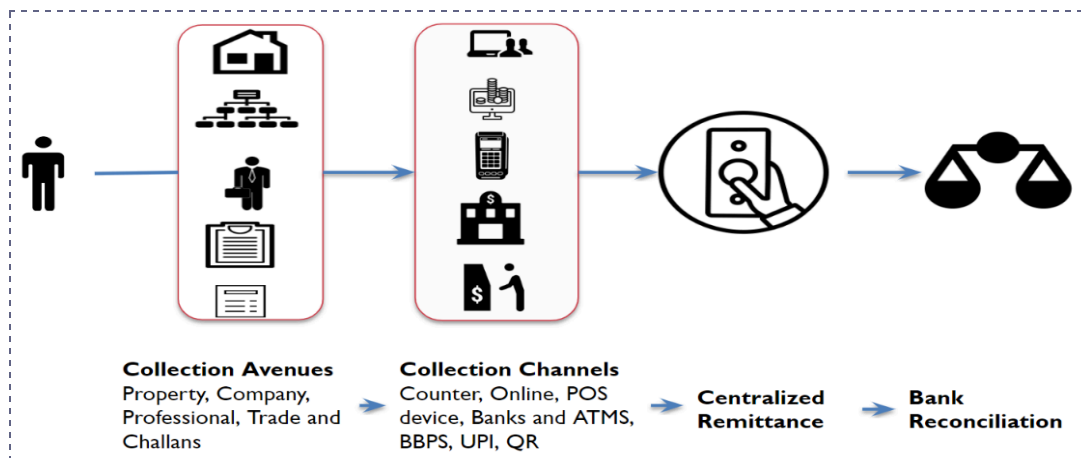 Collection Avenues
Property, Company,
Professional, Trade and
Challans
Collection Channels
Counter, Online, POS
device, Banks and ATMS,
BBPS, UPI, QR
Centralized
Remittance
Bank
Reconciliation
$
$